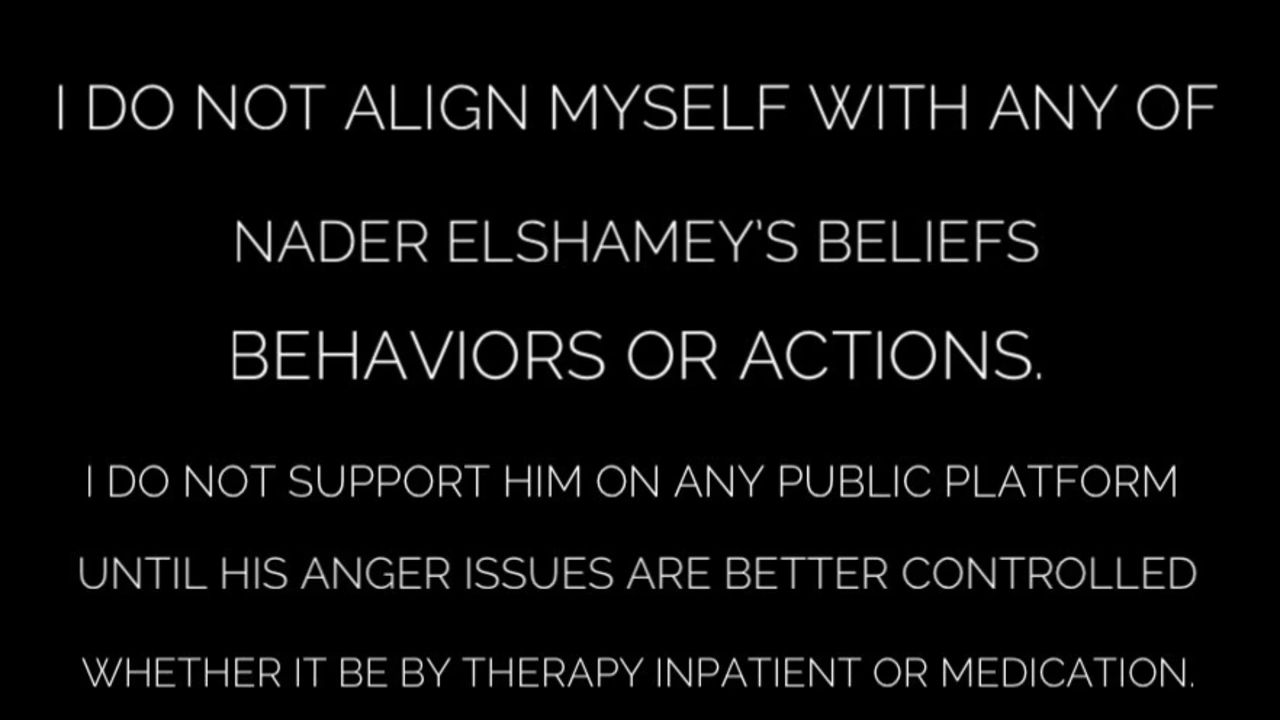 I DO NOT ALIGN MYSELF WITH ANY OF
NADER ELSHAMEY'S BELIEFS
BEHAVIORS OR ACTIONS.
I DO NOT SUPPORT HIM ON ANY PUBLIC PLATFORM
UNTIL HIS ANGER ISSUES ARE BETTER CONTROLLED
WHETHER IT BE BY THERAPY INPATIENT OR MEDICATION.